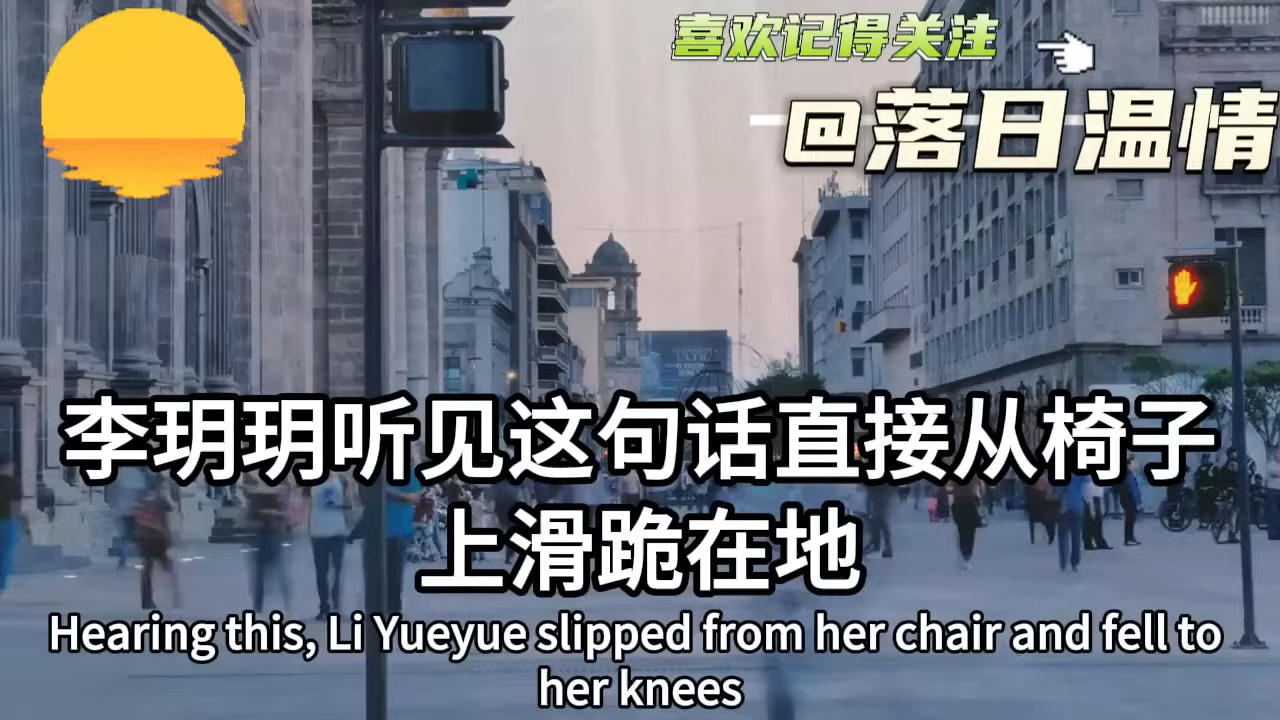 喜欢记得关注
@落日温情
李玥玥听见这句话直接从椅子
上滑跪在地
Hearing this, Li Yueyue slipped from her chair and fell to
her knees